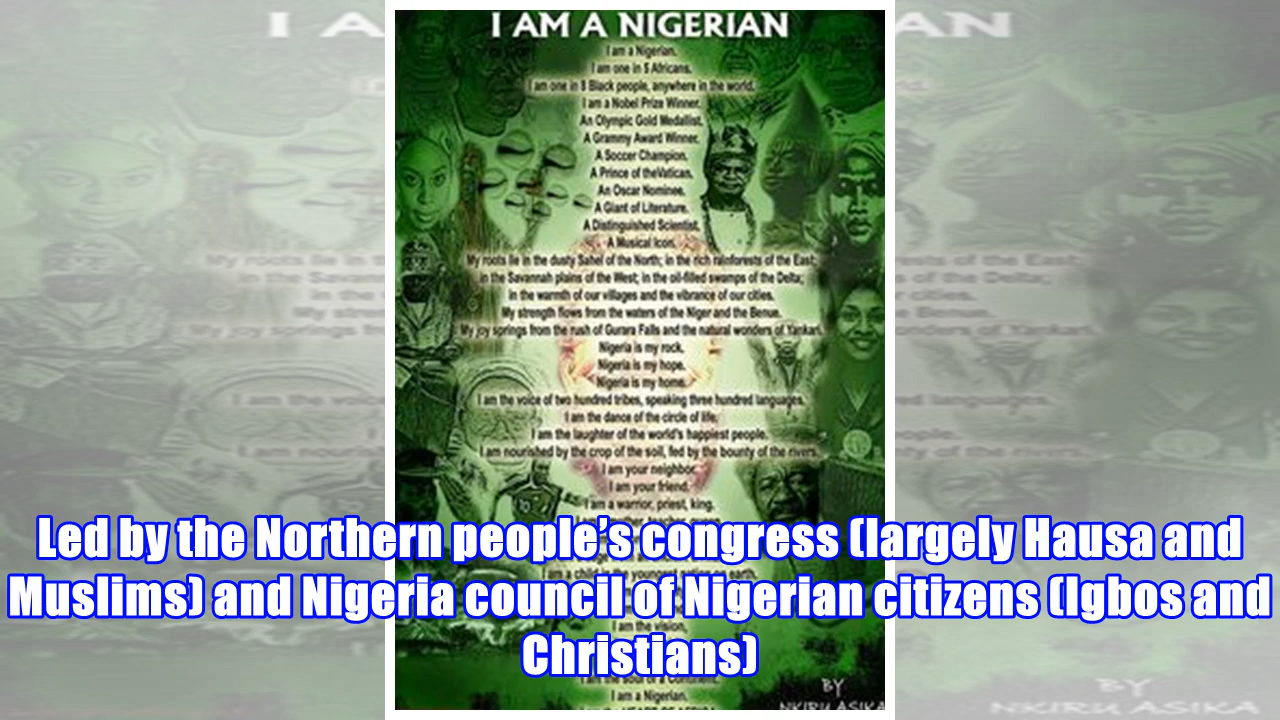 I AM A NIGERIAN
I am a Nigerian.
I am one in 5 Africans.
I am one in 8 Black people, anywhere in the world.
I am a Nobel Prize Winner.
An Olympic Gold Medallist.
A Grammy Award Winner.
A Soccer Champion.
A Prince of theVatican.
An Oscar Nominee.
A Giant of Literature.
A Distinguished Scientist.
A Musical Icon.
My roots lie in the dusty Sahel of the North; in the rich rainforests of the East;
in the Savannah plains of the West; in the oil-filled swamps of the Delta;
in the warmth of our villages and the vibrance of our cities.
My strength flows from the waters of the Niger and the Benue.
My joy springs from the rush of Gurara Falls and the natural wonders of Yankari.
Nigeria is my rock.
Nigeria is my hope.
Nigeria is my home.
I am the voice of two hundred tribes, speaking three hundred languages.
I am the dance of the circle of life.
I am the laughter of the world's happiest people.
I am nourished by the crop of the soil, fed by the bounty of the rivers.
I am your neighbor.
I am your friend.
I am a warrior, priest, king.
Led by the Northern people's congress (largely Hausa and
Muslims) and Nigeria council of Nigerian citizens (Igbos and
Christians)
I am the vision,
I am the soul of a Continent.
I am a Nigerian.
BY
NKIRU ASIKA